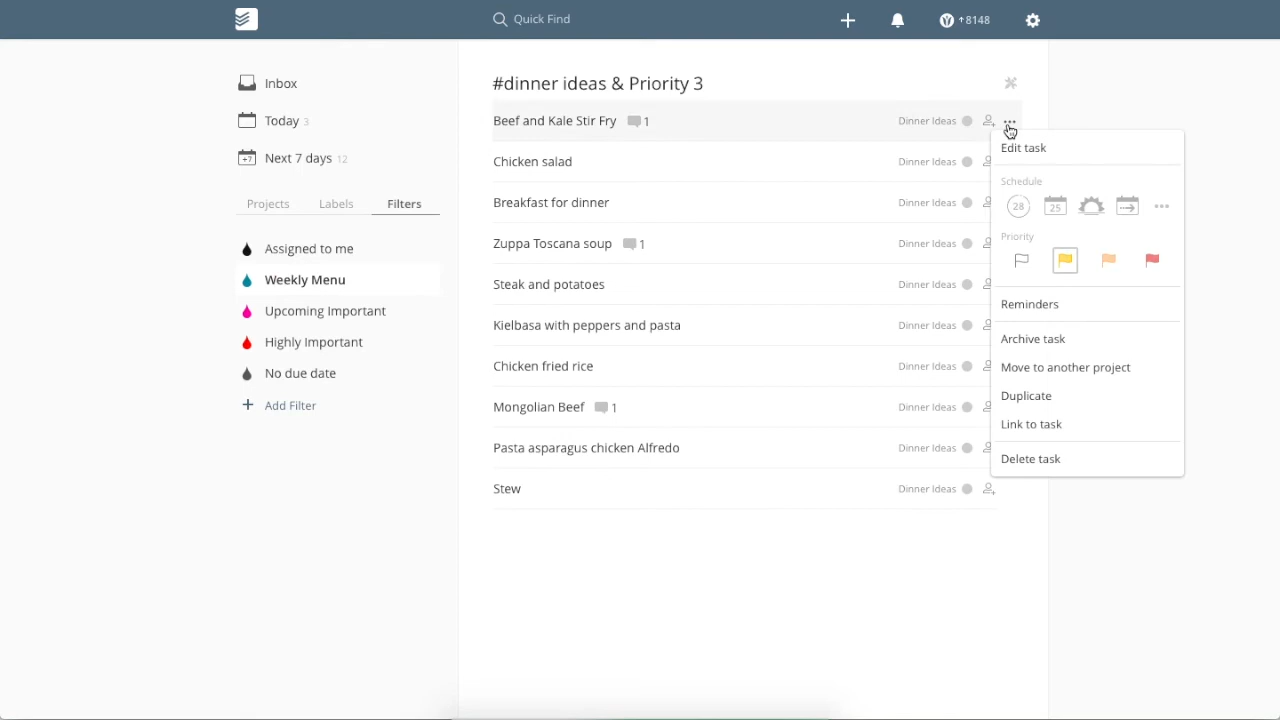 Quick Find
↑8148
Inbox
Today 3
+7
Next 7 days 12
Projects Labels Filters
Assigned to me
Weekly Menu
Upcoming Important
Highly Important
No due date
+ Add Filter
#dinner ideas & Priority 3
Beef and Kale Stir Fry 1 Dinner Ideas
Chicken salad Dinner Ideas
Breakfast for dinner Dinner Ideas
Zuppa Toscana soup 1 Dinner Ideas
Steak and potatoes Dinner Ideas
Kielbasa with peppers and pasta Dinner Ideas
Chicken fried rice Dinner Ideas
Mongolian Beef 1 Dinner Ideas
Pasta asparagus chicken Alfredo Dinner Ideas
Stew Dinner Ideas
Edit task
Schedule
28 25
Priority
Reminders
Archive task
Move to another project
Duplicate
Link to task
Delete task